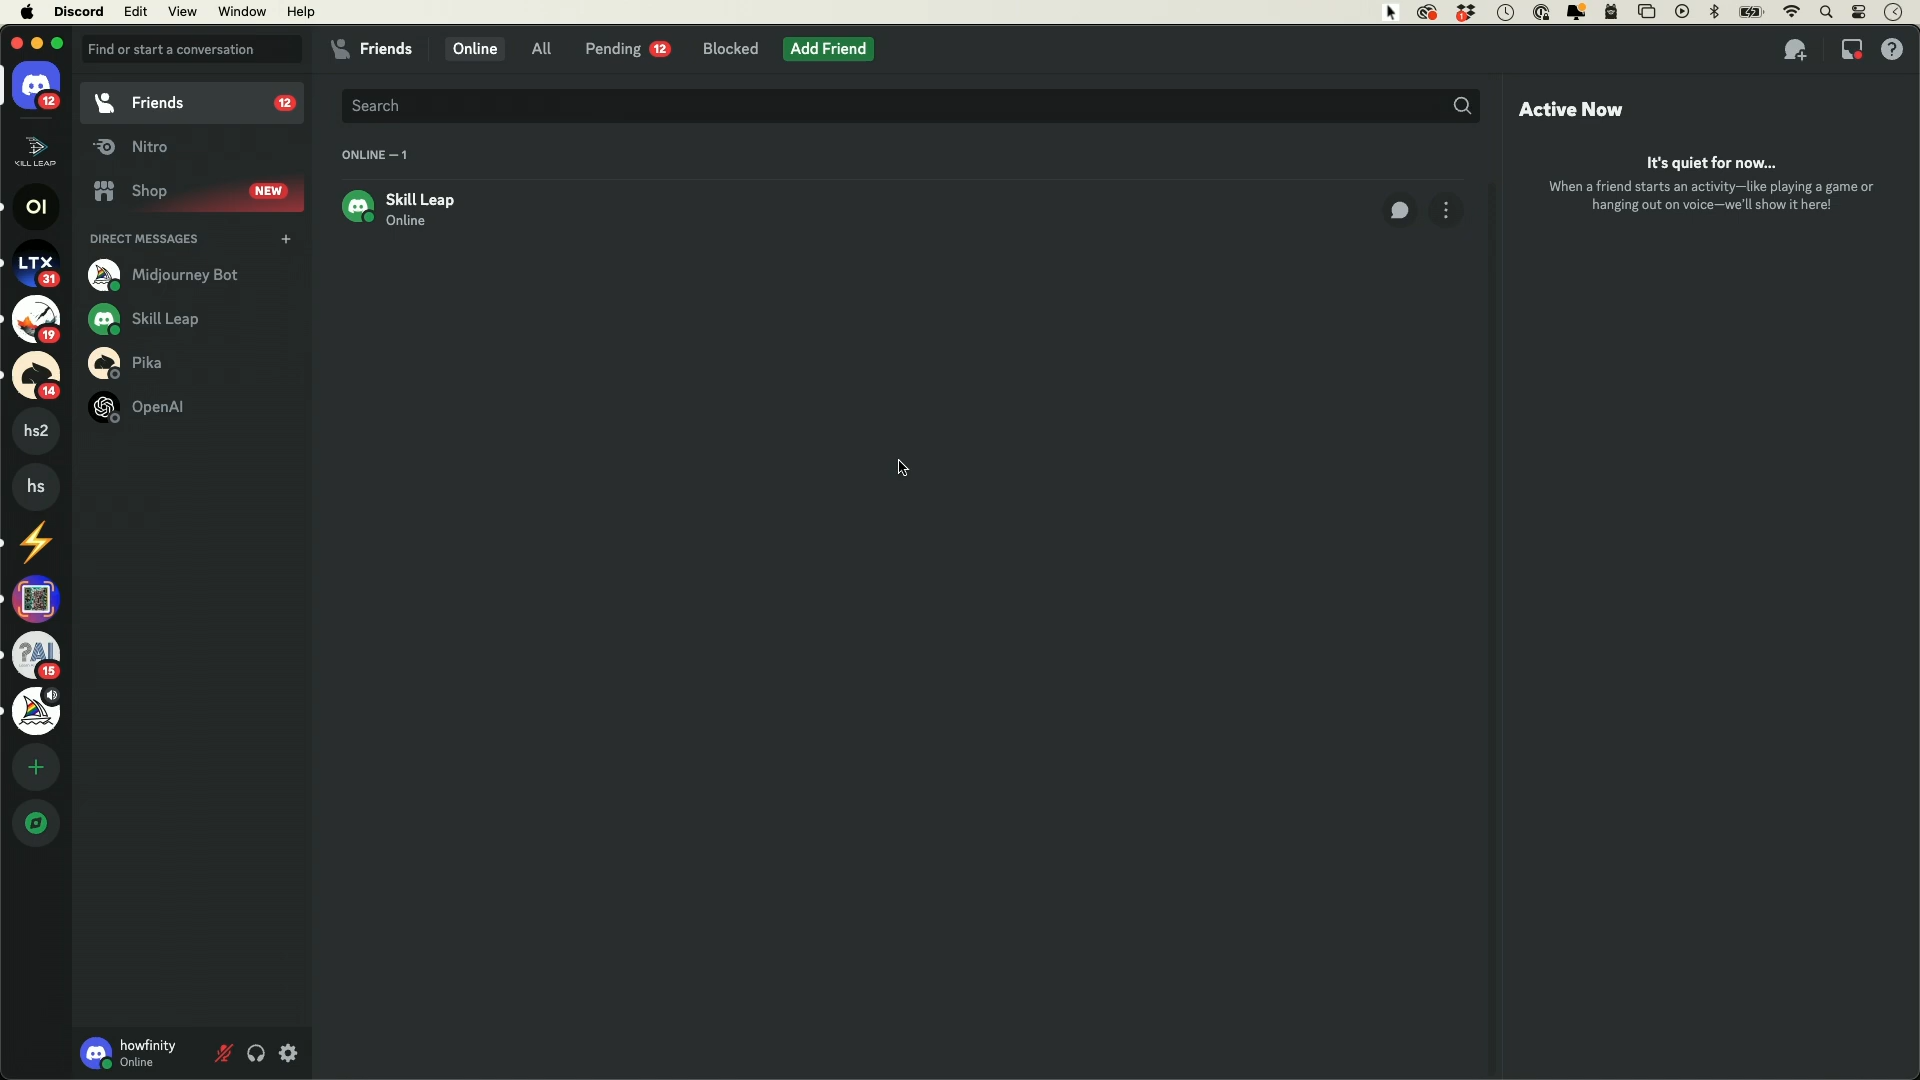 Discord Edit View Window Help
Find or start a conversation
Friends Online All Pending 12 Blocked Add Friend
12
KILL LEAP
OI
LTX
31
19
14
hs2
hs
?AI
15
Friends 12
Nitro
Shop NEW
DIRECT MESSAGES +
Midjourney Bot
Skill Leap
Pika
OpenAI
howfinity
Online
Search
ONLINE — 1
Skill Leap
Online
Active Now
It's quiet for now...
When a friend starts an activity—like playing a game or
hanging out on voice—we'll show it here!